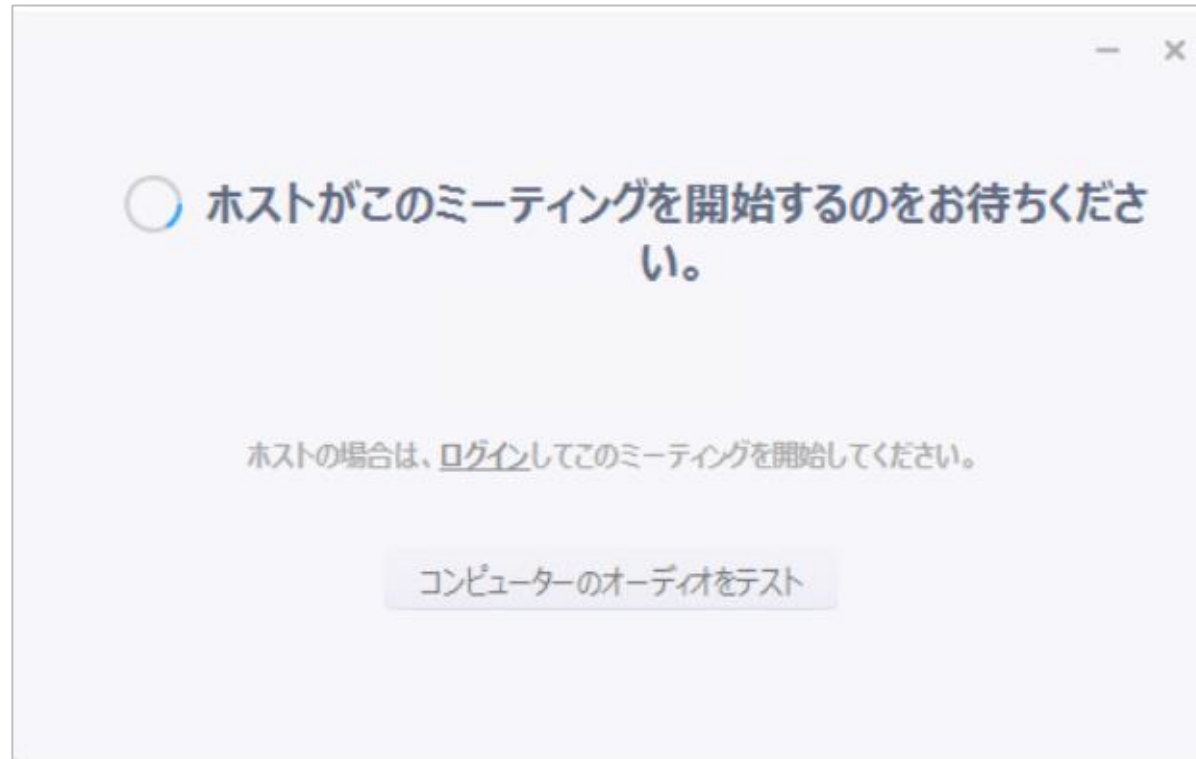 ホストがこのミーティングを開始するのをお待ちくださ
い。
ホストの場合は、ログインしてこのミーティングを開始してください。
コンピューターのオーディオをテスト